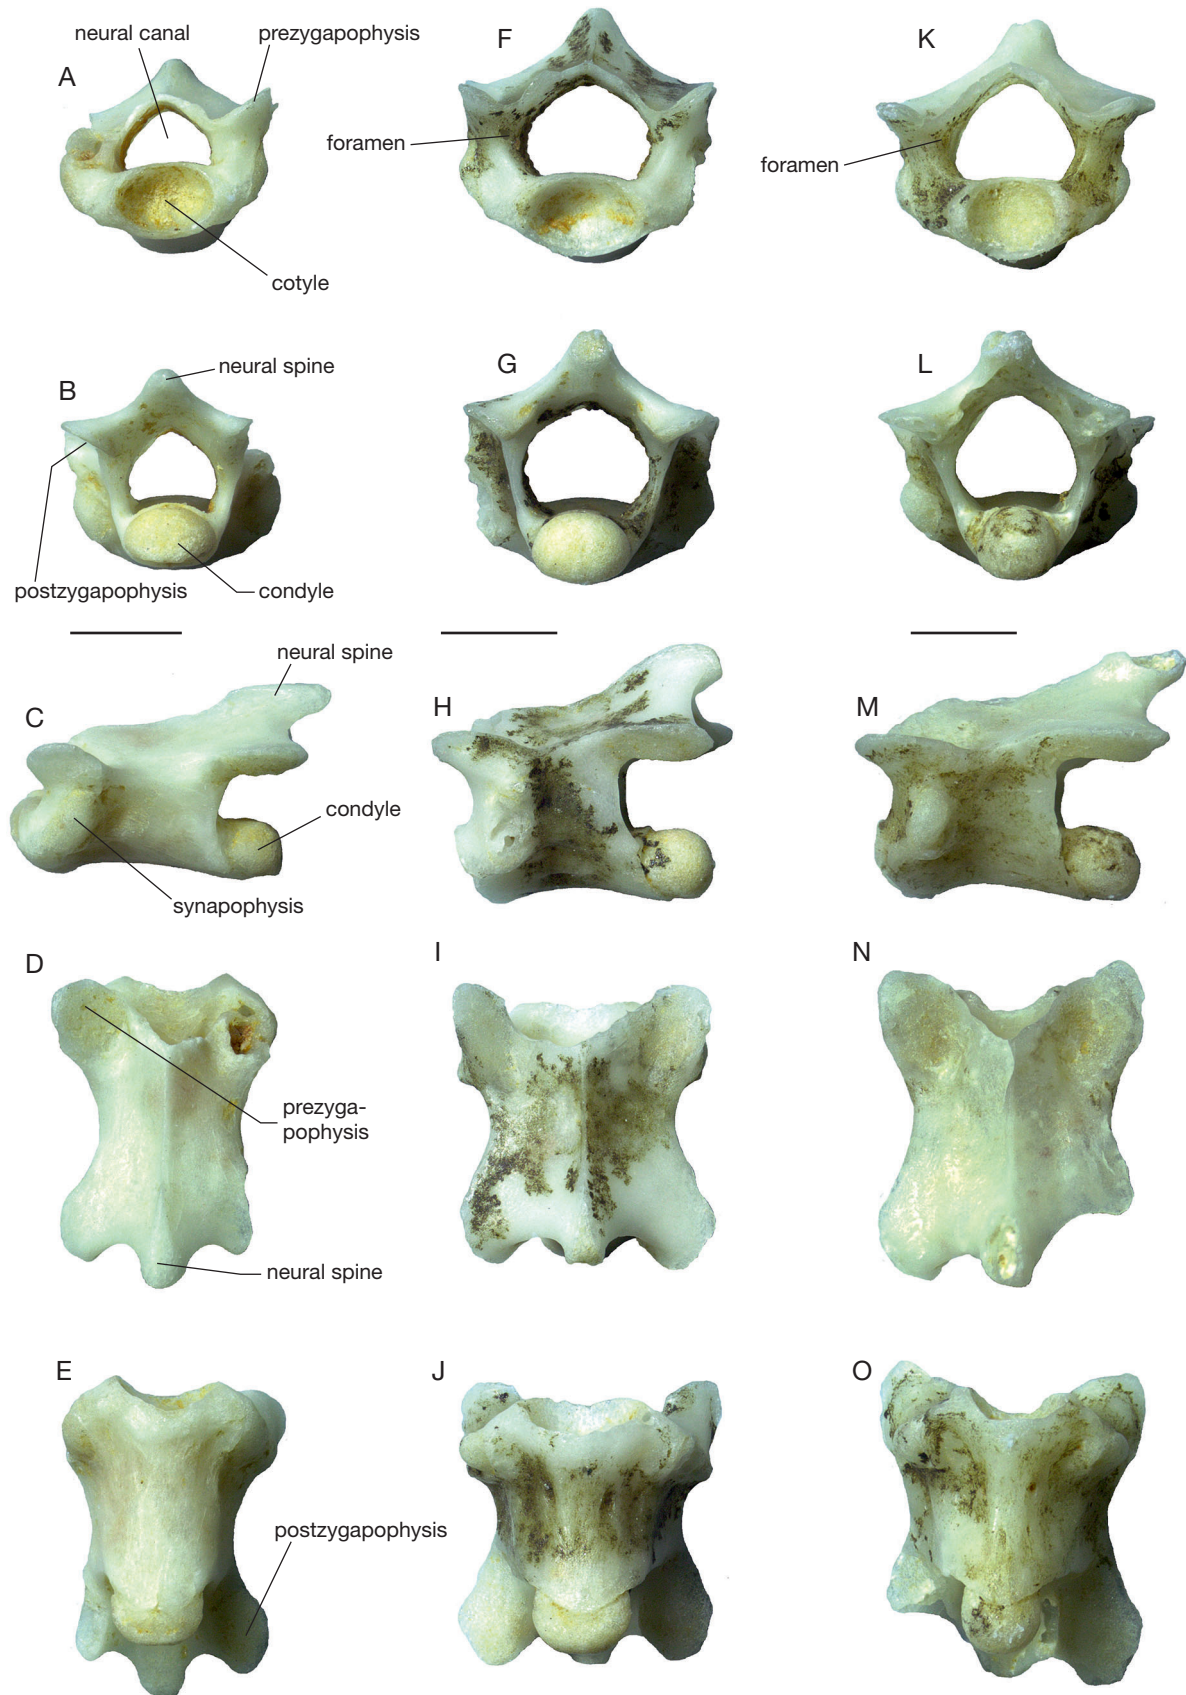 neural canal
prezygapophysis
F
K
A
foramen
foramen
cotyle
neural spine
B
G
L
postzygapophysis
condyle
neural spine
C
H
M
condyle
synapophysis
D
I
N
prezyga-
pophysis
neural spine
E
J
O
postzygapophysis